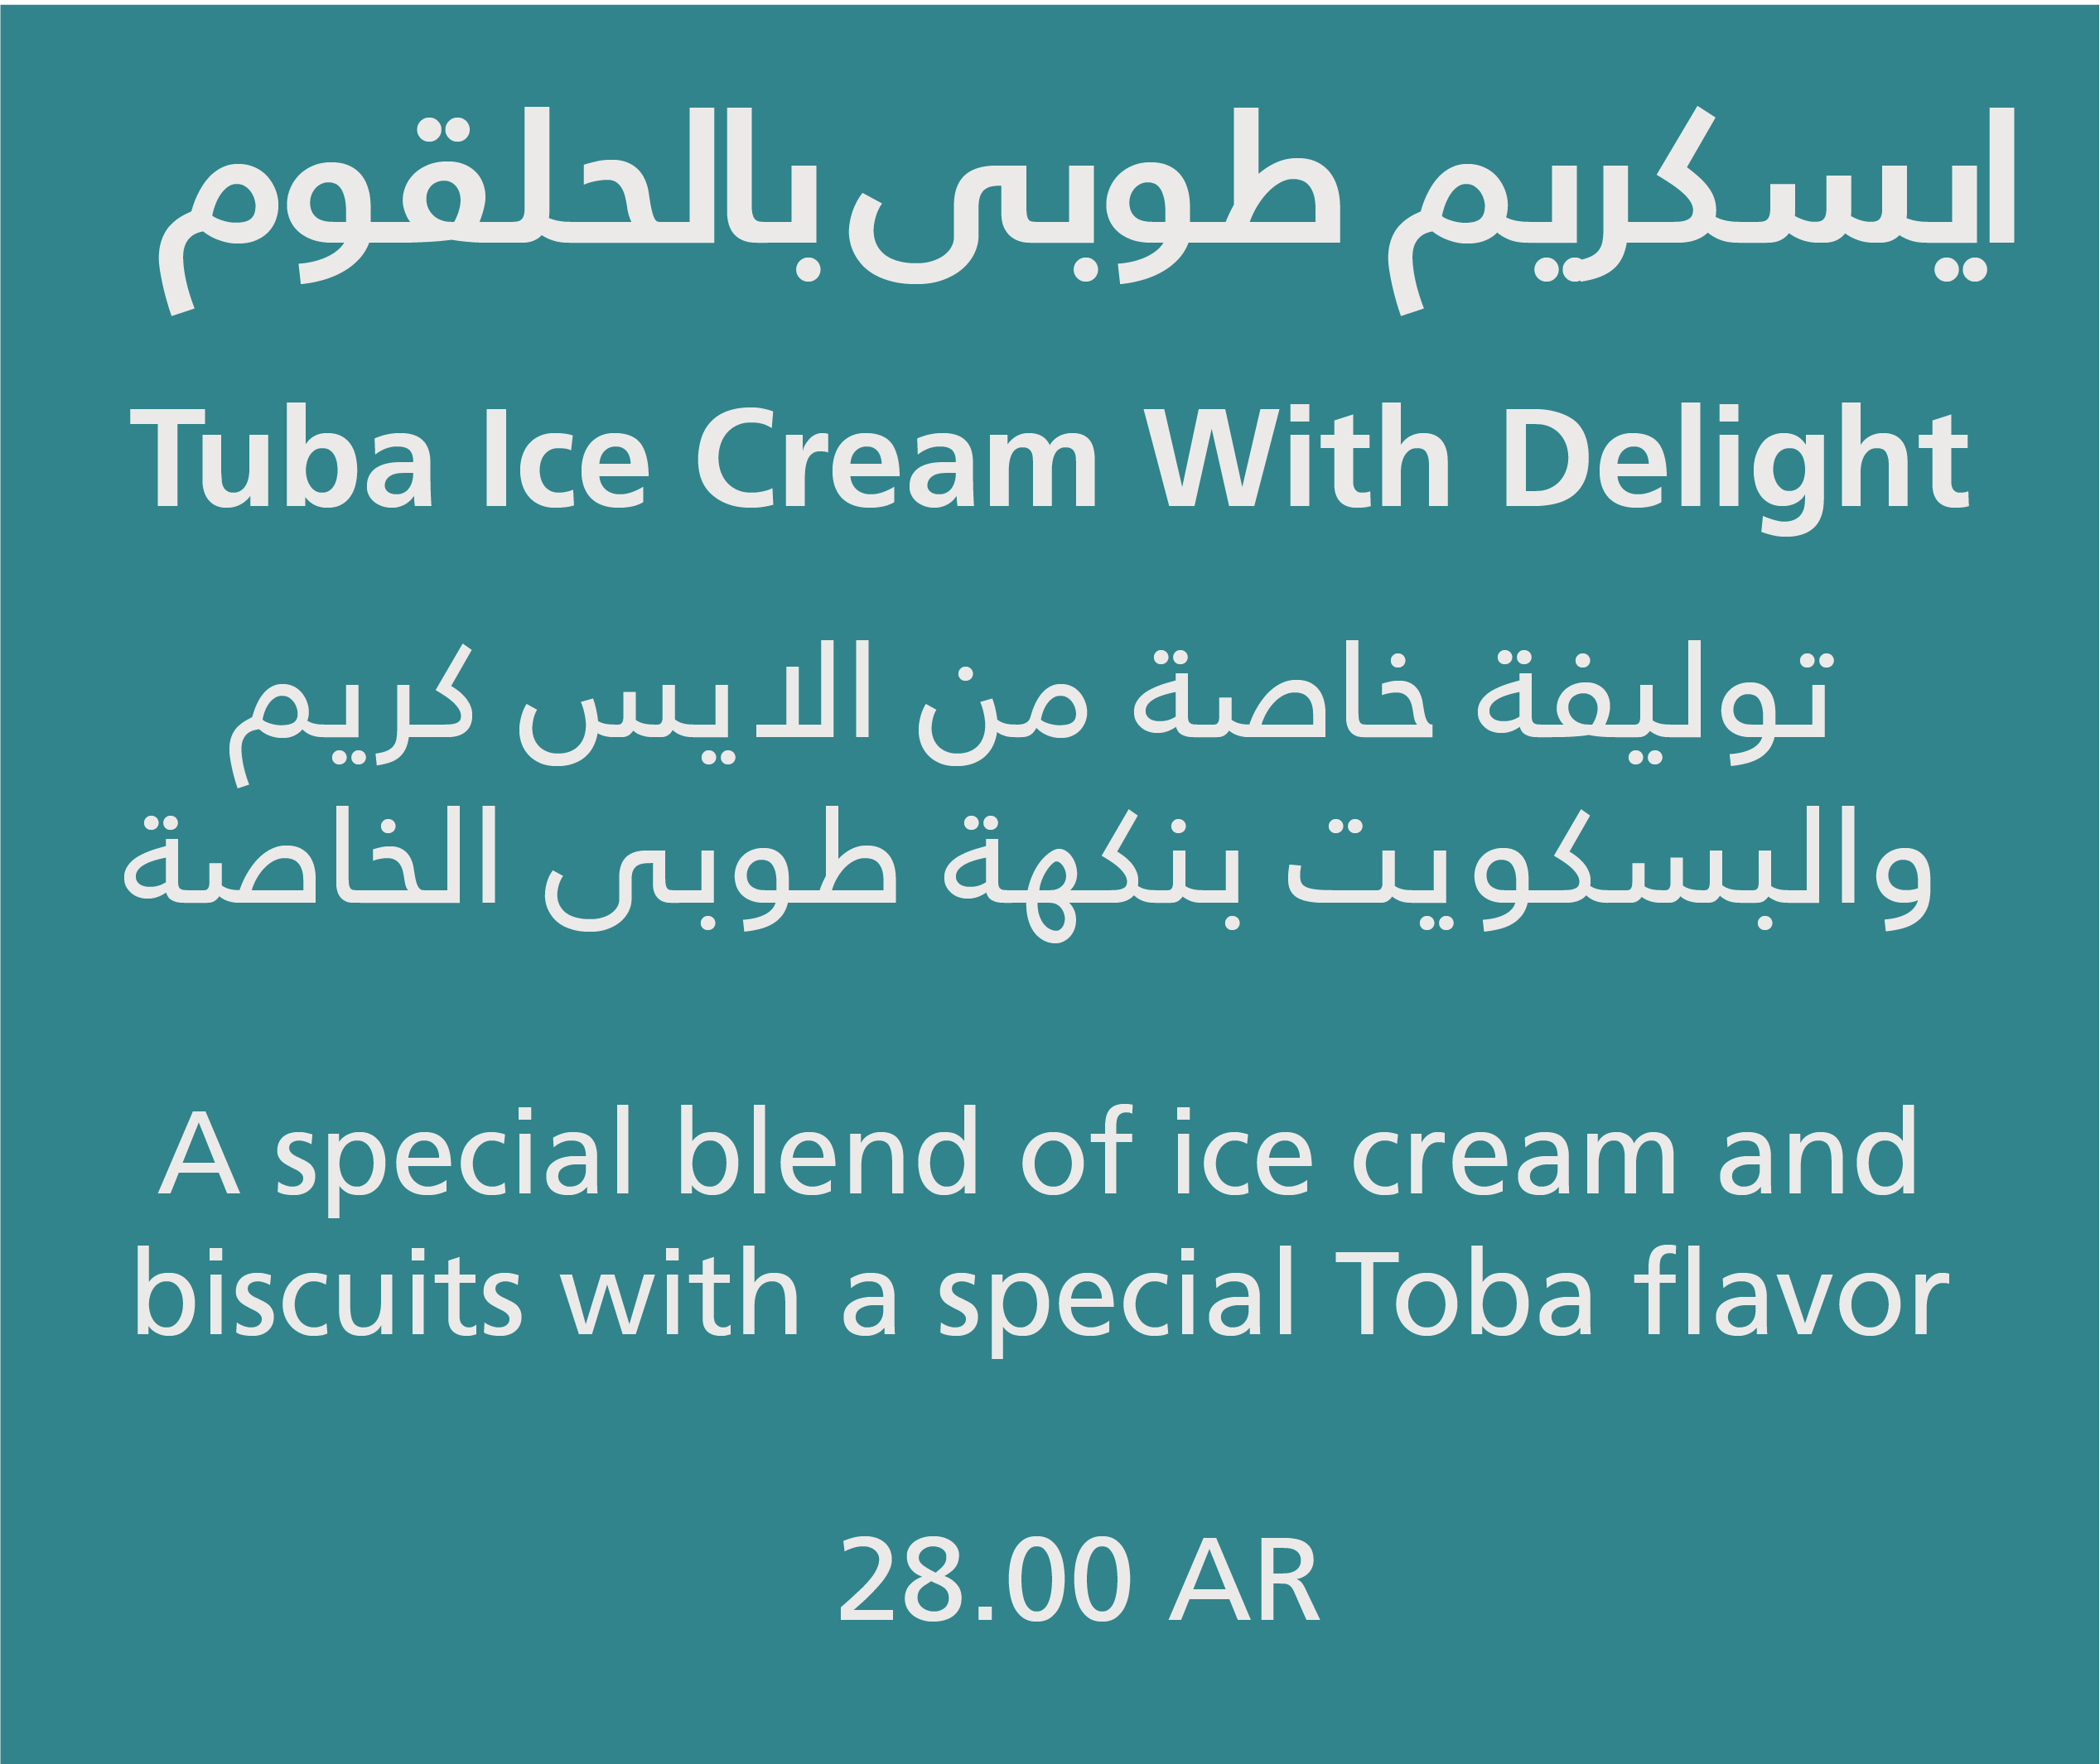 ايسكريم طوبى بالحلقوم
Tuba Ice Cream With Delight
توليفة خاصة من الايس كريم
والبسكويت بنكهة طوبى الخاصة
A special blend of ice cream and
biscuits with a special Toba flavor
28.00 AR